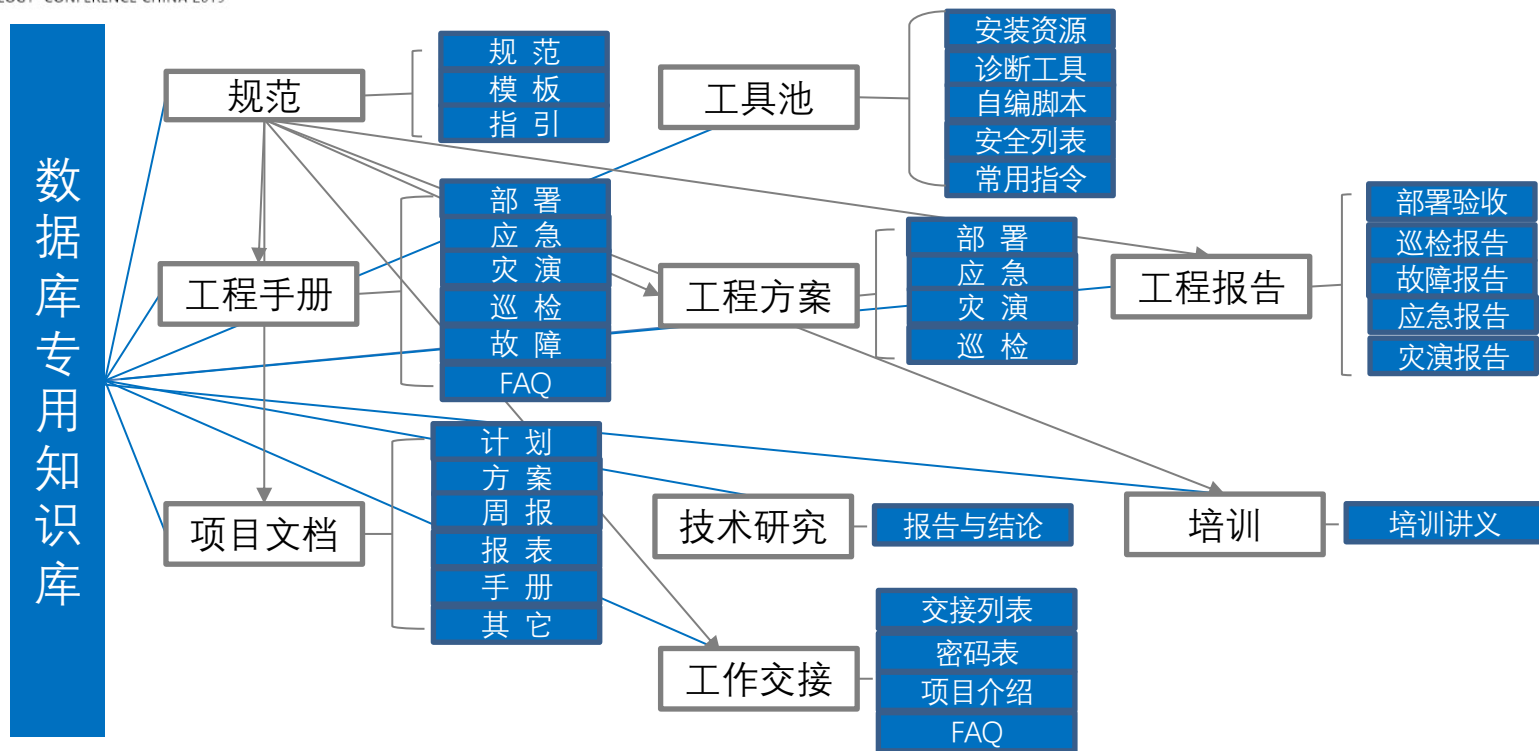 CONFERENCE CHINA 2019
数据库专用知识库
规范
规 范
模 板
指 引
工具池
安装资源
诊断工具
自编脚本
安全列表
常用指令
工程手册
部 署
应 急
灾 演
巡 检
故 障
FAQ
工程方案
部 署
应 急
灾 演
巡 检
工程报告
部署验收
巡检报告
故障报告
应急报告
灾演报告
项目文档
计 划
方 案
周 报
报 表
手 册
其 它
技术研究
报告与结论
培训
培训讲义
工作交接
交接列表
密码表
项目介绍
FAQ